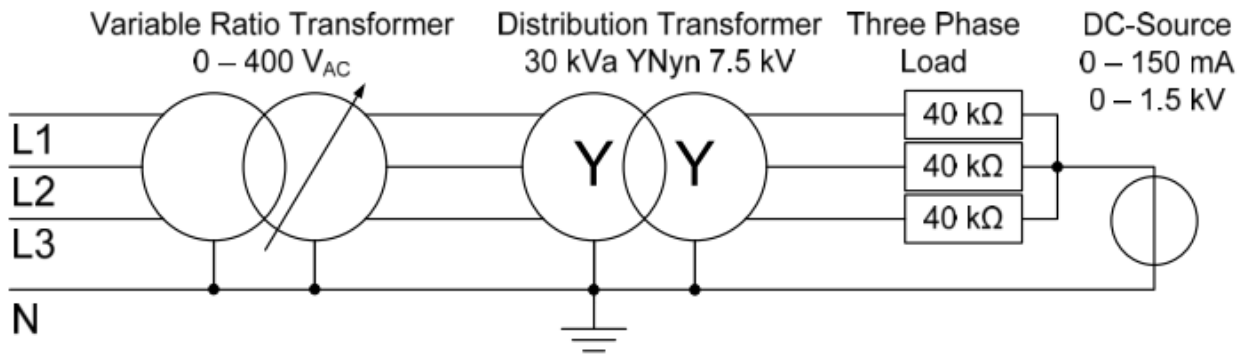 Variable Ratio Transformer
0 – 400 VAC
Distribution Transformer
30 kVa YNyn 7.5 kV
Three Phase
Load
DC-Source
0 – 150 mA
0 – 1.5 kV
L1
L2
L3
N
Y Y
40 kΩ
40 kΩ
40 kΩ